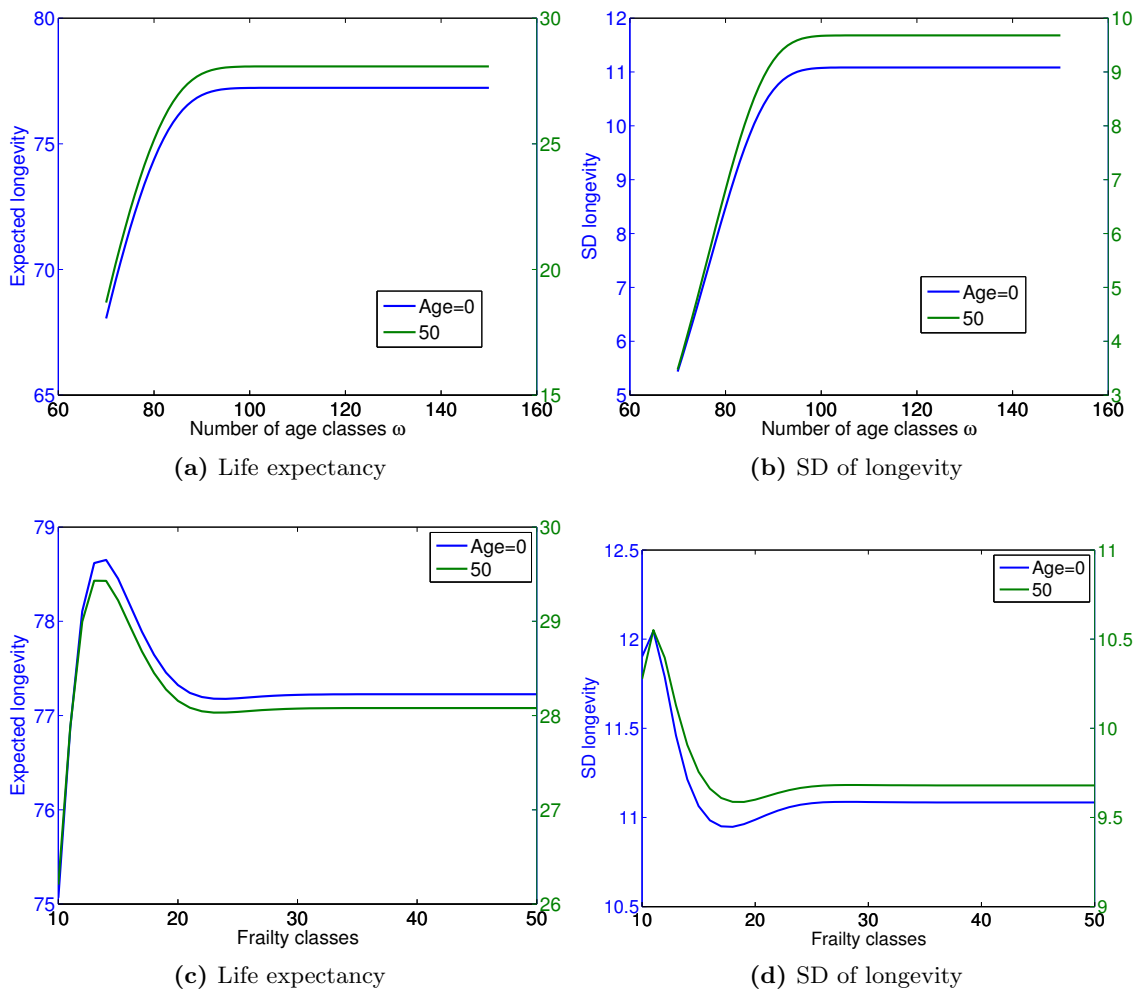 80
75
70
65
30
25
20
15
60 80 100 120 140 160
Expected longevity
Number of age classes ω
Age=0
50
(a) Life expectancy
12
11
10
9
8
7
6
5
10
9
8
7
6
5
4
3
60 80 100 120 140 160
SD longevity
Number of age classes ω
Age=0
50
(b) SD of longevity
79
78
77
76
75
30
29
28
27
26
10 20 30 40 50
Expected longevity
Frailty classes
Age=0
50
(c) Life expectancy
12.5
12
11.5
11
10.5
11
10.5
10
9.5
9
10 20 30 40 50
SD longevity
Frailty classes
Age=0
50
(d) SD of longevity